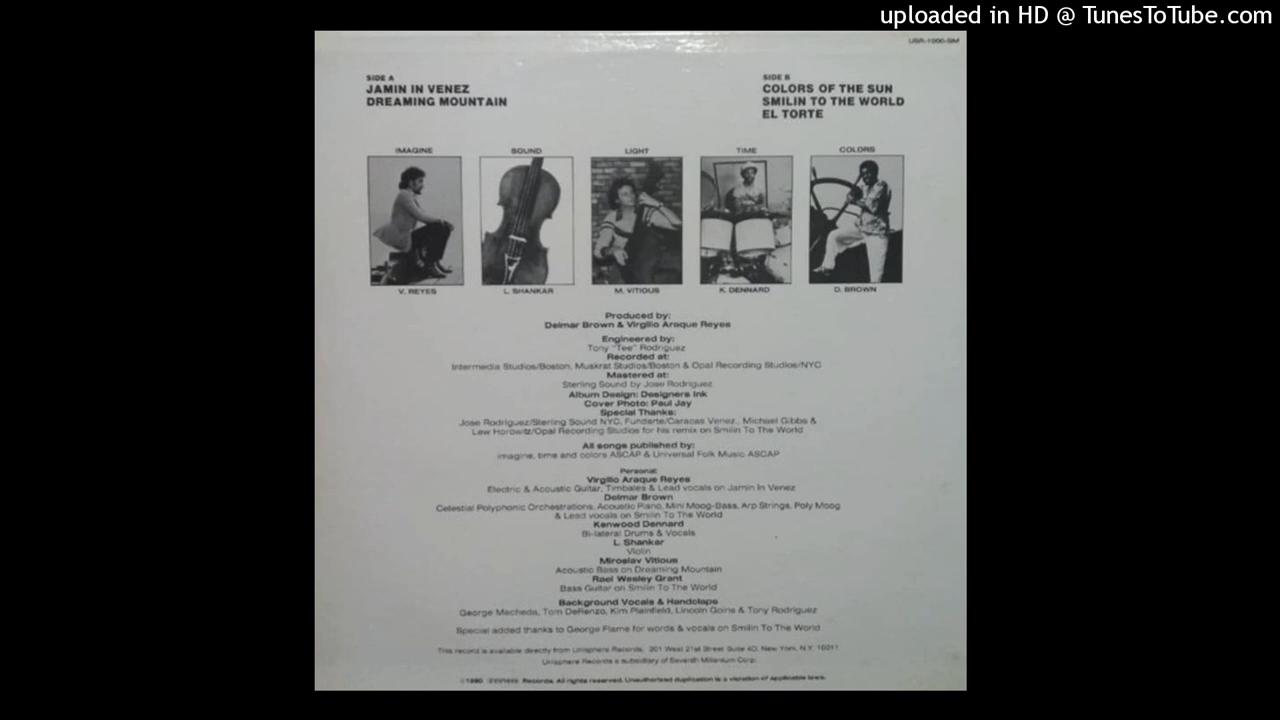 uploaded in HD @ TunesToTube.com
USR-1000-SM
SIDE A
JAMIN IN VENEZ
DREAMING MOUNTAIN
SIDE B
COLORS OF THE SUN
SMILIN TO THE WORLD
EL TORTE
IMAGINE SOUND LIGHT TIME COLORS
V. REYES L. SHANKAR M. VITIOUS K. DENNARD D. BROWN
Produced by:
Delmar Brown & Virgilio Araque Reyes
Engineered by:
Tony "Tee" Rodriguez
Recorded at:
Intermedia Studios/Boston, Muskrat Studios/Boston & Opal Recording Studios/NYC
Mastered at:
Sterling Sound by Jose Rodriguez
Album Design: Designers Ink
Cover Photo: Paul Jay
Special Thanks:
Jose Rodriguez/Sterling Sound NYC, Fundarte/Caracas Venez., Michael Gibbs &
Lew Horowitz/Opal Recording Studios for his remix on Smilin To The World
All songs published by:
imagine, time and colors ASCAP & Universal Folk Music ASCAP
Personal:
Virgilio Araque Reyes
Electric & Acoustic Guitar, Timbales & Lead vocals on Jamin In Venez
Delmar Brown
Celestial Polyphonic Orchestrations, Acoustic Piano, Mini Moog-Bass, Arp Strings, Poly Moog
& Lead vocals on Smilin To The World
Kenwood Dennard
Bi-lateral Drums & Vocals
L. Shankar
Violin
Miroslav Vitious
Acoustic Bass on Dreaming Mountain
Rael Wesley Grant
Bass Guitar on Smilin To The World
Background Vocals & Handclaps
George Macheda, Tom DeRenzo, Kim Plainfield, Lincoln Goins & Tony Rodriguez
Special added thanks to George Flame for words & vocals on Smilin To The World
This record is available directly from Unisphere Records, 201 West 21st Street Suite 4D, New York, N.Y. 10011
Unisphere Records a subsidiary of Seventh Millenium Corp.
©1980 Records. All rights reserved. Unauthorized duplication is a violation of applicable laws.